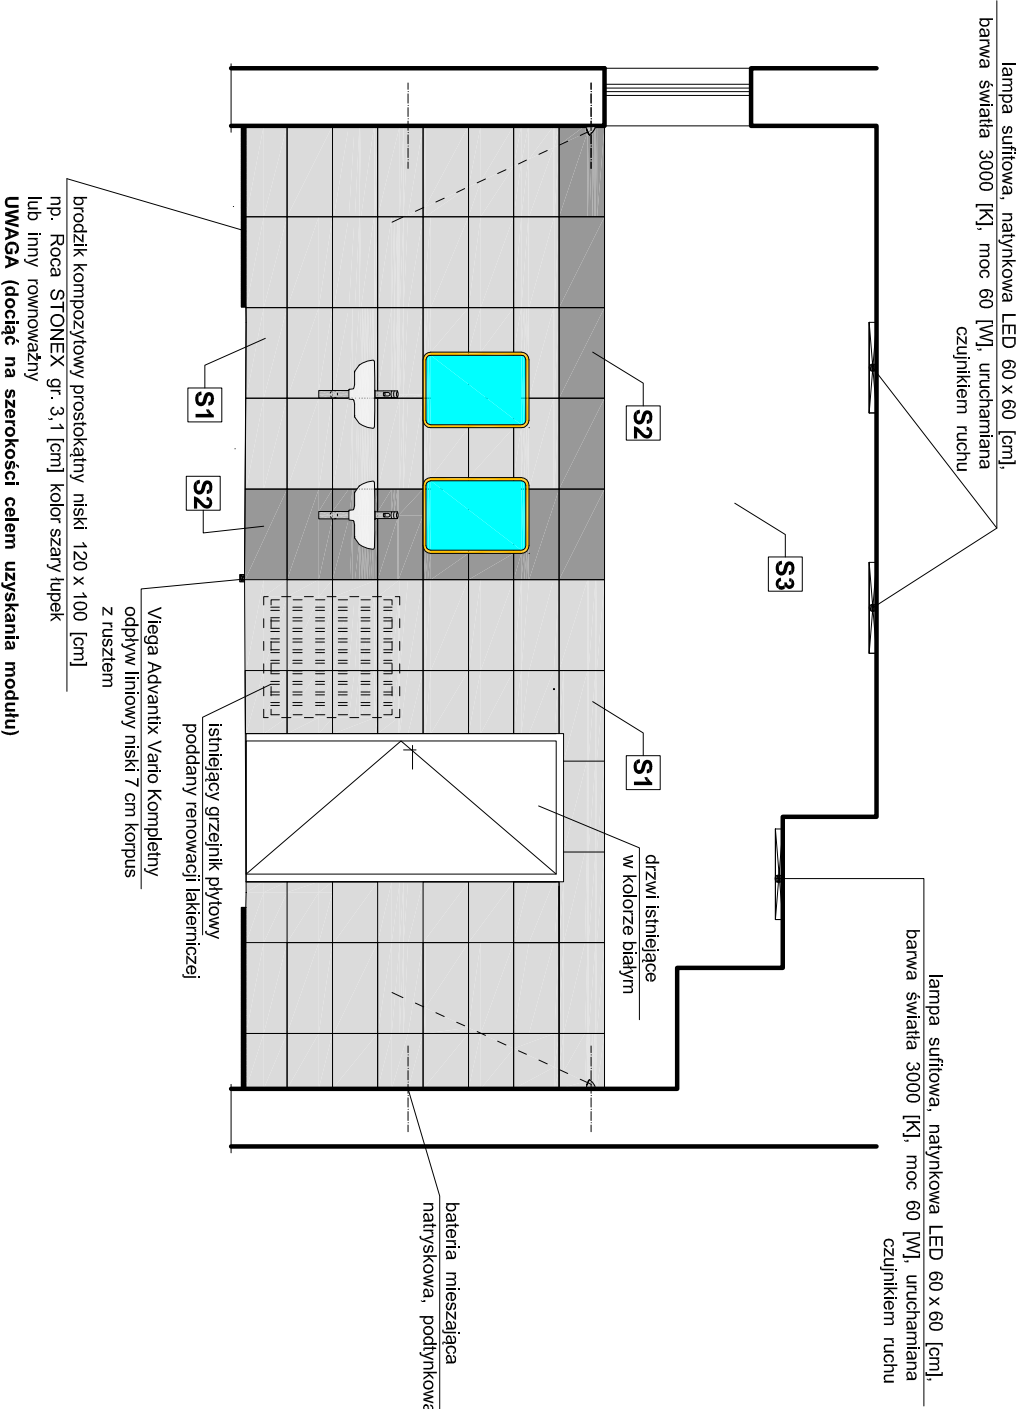 lampa sufitowa, natynkowa LED 60 x 60 [cm],
barwa światła 3000 [K], moc 60 [W], uruchamiana
czujnikiem ruchu
lampa sufitowa, natynkowa LED 60 x 60 [cm],
barwa światła 3000 [K], moc 60 [W], uruchamiana
czujnikiem ruchu
S3
S2
S1
drzwi istniejące
w kolorze białym
bateria mieszająca
natryskowa, podtynkowa
S1
S2
istniejący grzejnik płytowy
poddany renowacji lakierniczej
Viega Advantix Vario Kompletny
odpływ liniowy niski 7 cm korpus
z rusztem
brodzik kompozytowy prostokątny niski 120 x 100 [cm]
np. Roca STONEX gr. 3,1 [cm] kolor szary łupek
lub inny rownoważny
UWAGA (dociąć na szerokości celem uzyskania modułu)